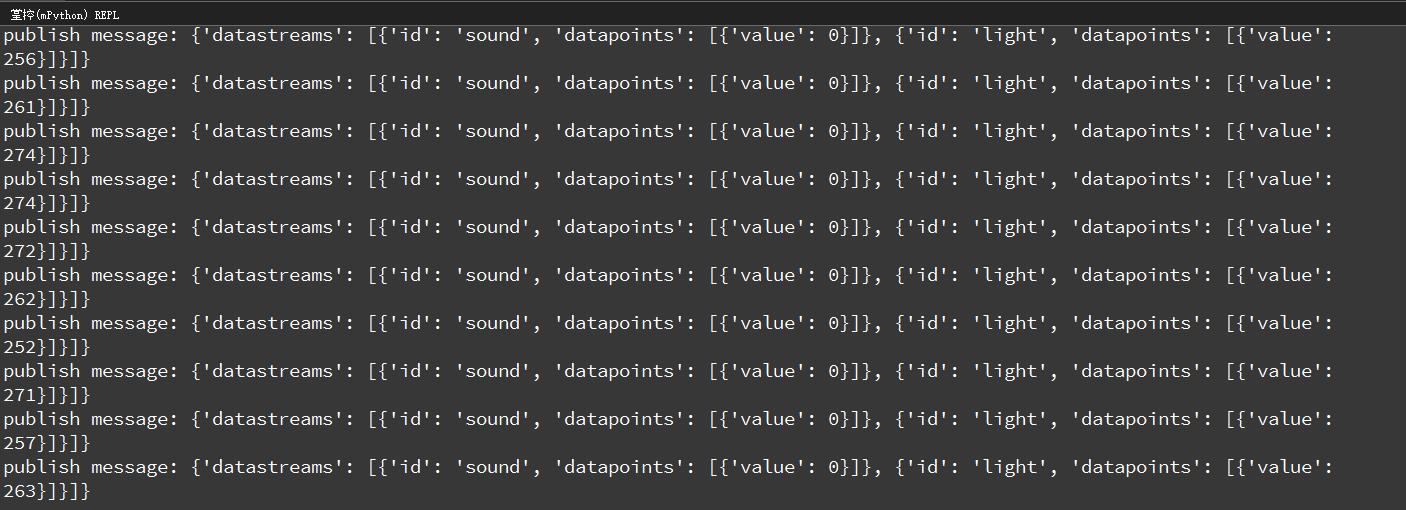 掌控(mPython) REPL
publish message: {'datastreams': [{'id': 'sound', 'datapoints': [{'value': 0}]}, {'id': 'light', 'datapoints': [{'value':
256}]}]}
publish message: {'datastreams': [{'id': 'sound', 'datapoints': [{'value': 0}]}, {'id': 'light', 'datapoints': [{'value':
261}]}]}
publish message: {'datastreams': [{'id': 'sound', 'datapoints': [{'value': 0}]}, {'id': 'light', 'datapoints': [{'value':
274}]}]}
publish message: {'datastreams': [{'id': 'sound', 'datapoints': [{'value': 0}]}, {'id': 'light', 'datapoints': [{'value':
274}]}]}
publish message: {'datastreams': [{'id': 'sound', 'datapoints': [{'value': 0}]}, {'id': 'light', 'datapoints': [{'value':
272}]}]}
publish message: {'datastreams': [{'id': 'sound', 'datapoints': [{'value': 0}]}, {'id': 'light', 'datapoints': [{'value':
262}]}]}
publish message: {'datastreams': [{'id': 'sound', 'datapoints': [{'value': 0}]}, {'id': 'light', 'datapoints': [{'value':
252}]}]}
publish message: {'datastreams': [{'id': 'sound', 'datapoints': [{'value': 0}]}, {'id': 'light', 'datapoints': [{'value':
271}]}]}
publish message: {'datastreams': [{'id': 'sound', 'datapoints': [{'value': 0}]}, {'id': 'light', 'datapoints': [{'value':
257}]}]}
publish message: {'datastreams': [{'id': 'sound', 'datapoints': [{'value': 0}]}, {'id': 'light', 'datapoints': [{'value':
263}]}]}